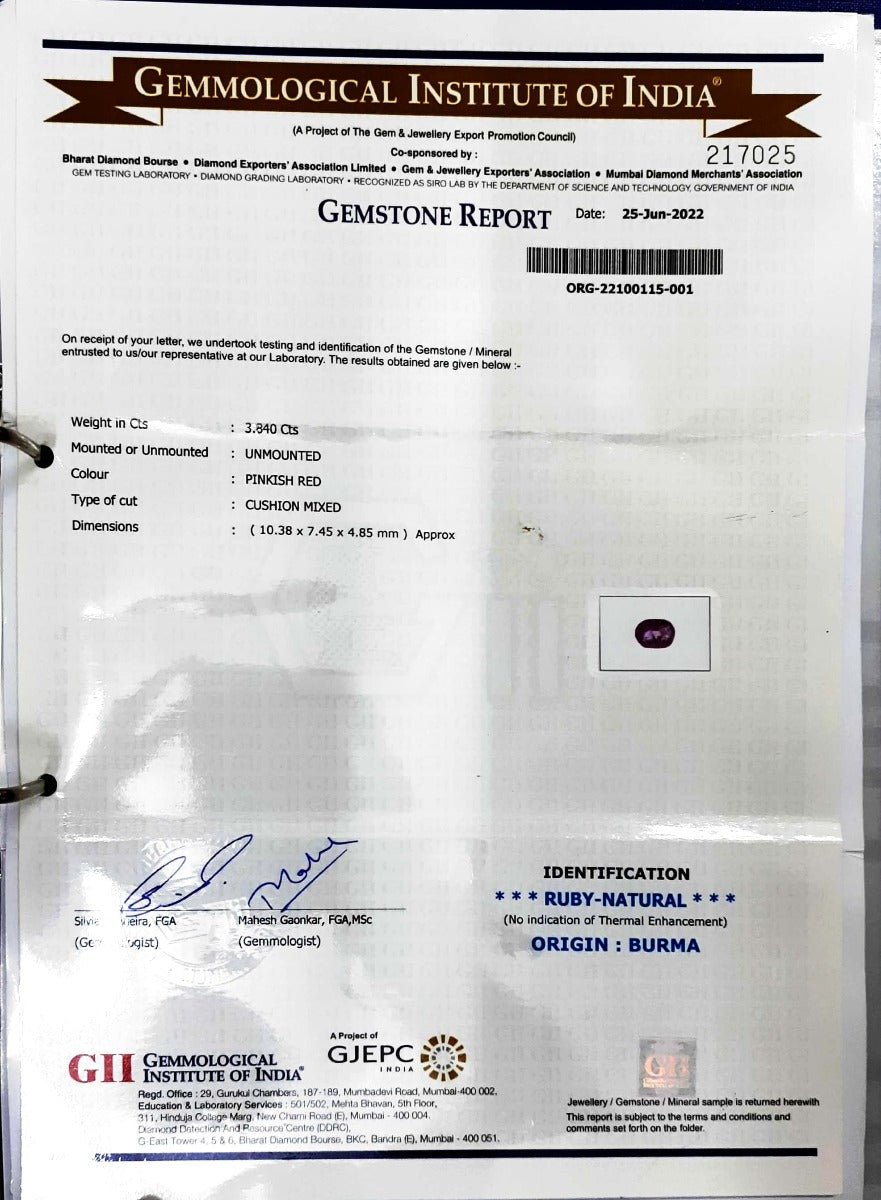 GEMMOLOGICAL INSTITUTE OF INDIA®
(A Project of The Gem & Jewellery Export Promotion Council)
Co-sponsored by :
217025
Bharat Diamond Bourse • Diamond Exporters' Association Limited • Gem & Jewellery Exporters' Association • Mumbai Diamond Merchants' Association
GEM TESTING LABORATORY • DIAMOND GRADING LABORATORY • RECOGNIZED AS SIRO LAB BY THE DEPARTMENT OF SCIENCE AND TECHNOLOGY, GOVERNMENT OF INDIA
GEMSTONE REPORT Date: 25-Jun-2022
ORG-22100115-001
On receipt of your letter, we undertook testing and identification of the Gemstone / Mineral
entrusted to us/our representative at our Laboratory. The results obtained are given below :-
Weight in Cts : 3.840 Cts
Mounted or Unmounted : UNMOUNTED
Colour : PINKISH RED
Type of cut : CUSHION MIXED
Dimensions : ( 10.38 x 7.45 x 4.85 mm ) Approx
IDENTIFICATION
* * * RUBY-NATURAL * * *
(No indication of Thermal Enhancement)
ORIGIN : BURMA
FGA
Mahesh Gaonkar, FGA,MSc
(Gemmologist)
A Project of
GJEPC
INDIA
GII GEMMOLOGICAL
INSTITUTE OF INDIA®
Regd. Office : 29, Gurukul Chambers, 187-189, Mumbadevi Road, Mumbai-400 002.
Education & Laboratory Services : 501/502, Mehta Bhavan, 5th Floor,
311, Hinduja College Marg, New Charni Road (E), Mumbai - 400 004.
Diamond Detection And Resource Centre (DDRC),
G-East Tower 4, 5 & 6, Bharat Diamond Bourse, BKC, Bandra (E), Mumbai - 400 051.
GII
Jewellery / Gemstone / Mineral sample is returned herewith
This report is subject to the terms and conditions and
comments set forth on the folder.